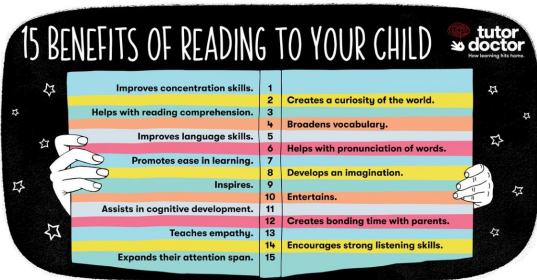 15 BENEFITS OF READING TO YOUR CHILD
tutor
doctor
How learning hits home.
Improves concentration skills. 1
2 Creates a curiosity of the world.
Helps with reading comprehension. 3
4 Broadens vocabulary.
Improves language skills. 5
6 Helps with pronunciation of words.
Promotes ease in learning. 7
8 Develops an imagination.
Inspires. 9
10 Entertains.
Assists in cognitive development. 11
12 Creates bonding time with parents.
Teaches empathy. 13
14 Encourages strong listening skills.
Expands their attention span. 15